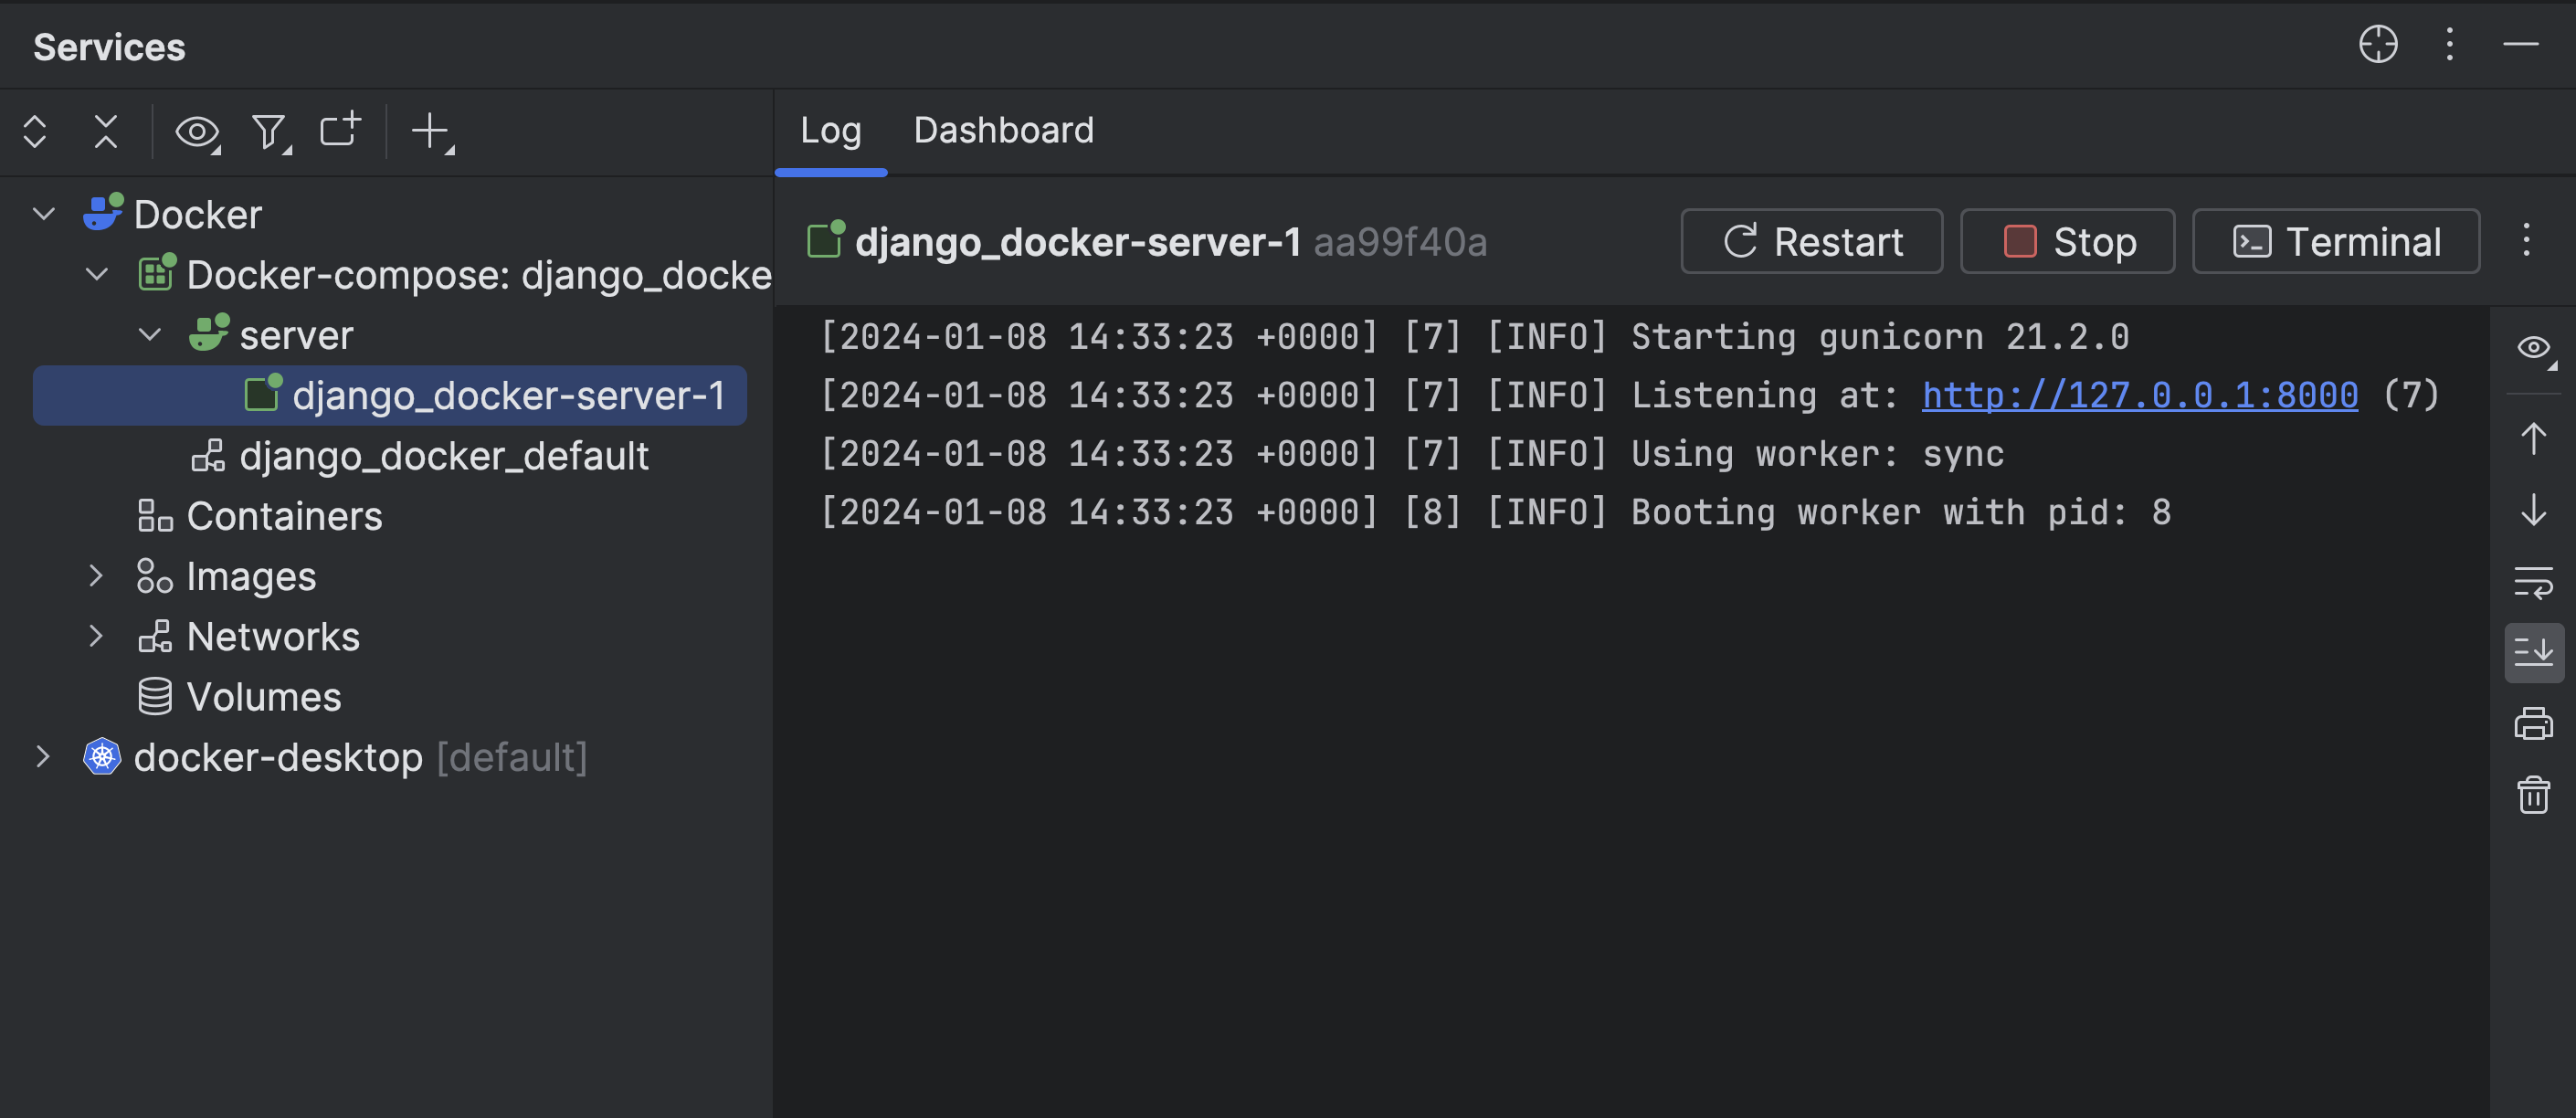 Services
Log Dashboard
Docker
Docker-compose: django_docke
server
django_docker-server-1
django_docker_default
Containers
Images
Networks
Volumes
docker-desktop [default]
django_docker-server-1 aa99f40a
Restart
Stop
Terminal
[2024-01-08 14:33:23 +0000] [7] [INFO] Starting gunicorn 21.2.0
[2024-01-08 14:33:23 +0000] [7] [INFO] Listening at: http://127.0.0.1:8000 (7)
[2024-01-08 14:33:23 +0000] [7] [INFO] Using worker: sync
[2024-01-08 14:33:23 +0000] [8] [INFO] Booting worker with pid: 8